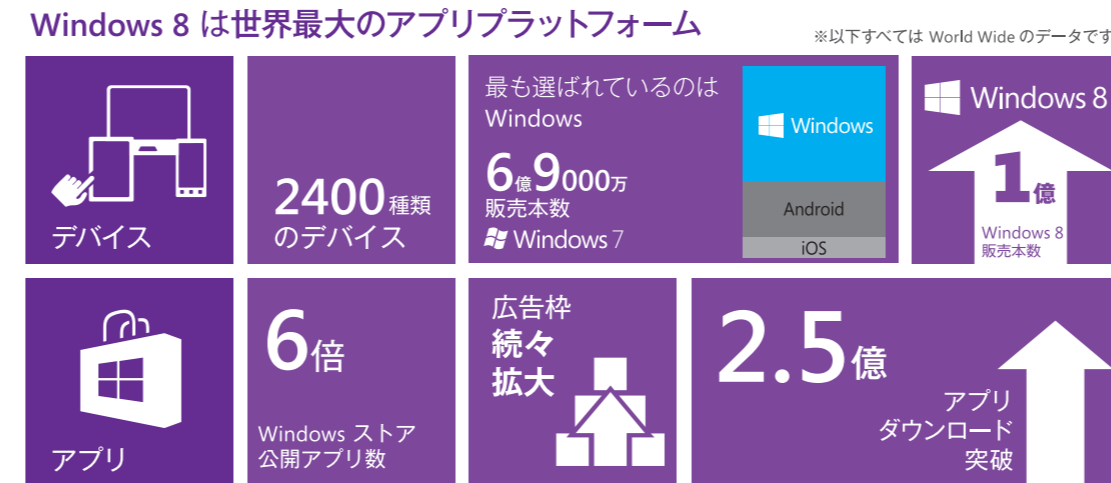 Windows 8 は世界最大のアプリプラットフォーム
※以下すべては World Wide のデータです
デバイス
2400種類
のデバイス
最も選ばれているのは
Windows
6億9000万
販売本数
Windows 7
Windows
Android
iOS
Windows 8
1億
Windows 8
販売本数
アプリ
6倍
Windows ストア
公開アプリ数
広告枠
続々
拡大
2.5億
アプリ
ダウンロード
突破